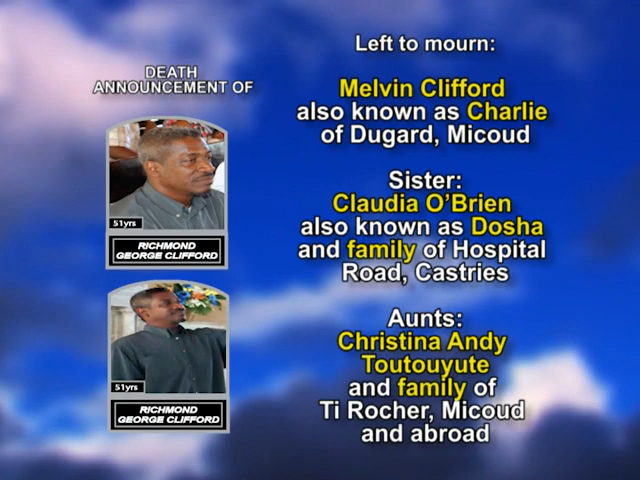 DEATH
ANNOUNCEMENT OF
51yrs
RICHMOND
GEORGE CLIFFORD
51yrs
RICHMOND
GEORGE CLIFFORD
Left to mourn:
Melvin Clifford
also known as Charlie
of Dugard, Micoud
Sister:
Claudia O'Brien
also known as Dosha
and family of Hospital
Road, Castries
Aunts:
Christina Andy
Toutouyute
and family of
Ti Rocher, Micoud
and abroad